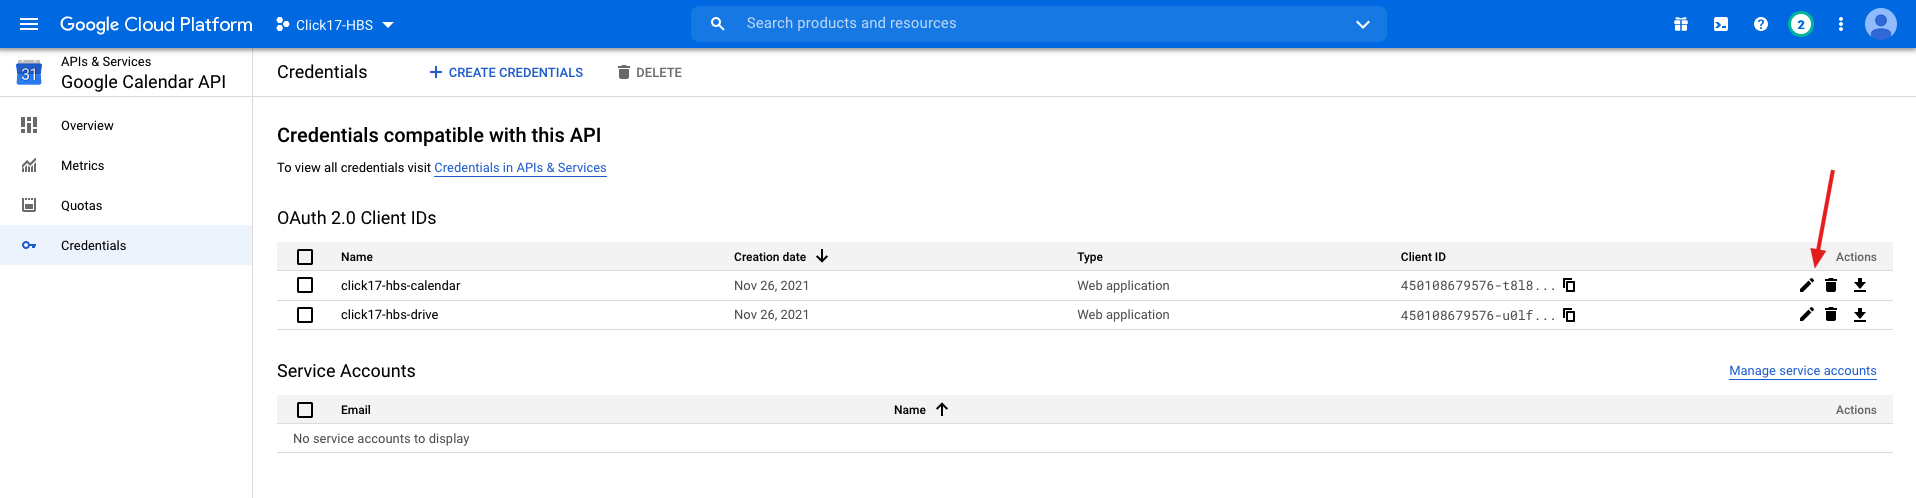 Google Cloud Platform
Click17-HBS
Search products and resources
2
31
APIs & Services
Google Calendar API
Overview
Metrics
Quotas
Credentials
Credentials
CREATE CREDENTIALS
DELETE
Credentials compatible with this API
To view all credentials visit Credentials in APIs & Services
OAuth 2.0 Client IDs
Name Creation date Type Client ID Actions
click17-hbs-calendar Nov 26, 2021 Web application 450108679576-t8l8...
click17-hbs-drive Nov 26, 2021 Web application 450108679576-u0lf...
Service Accounts
Manage service accounts
Email Name Actions
No service accounts to display